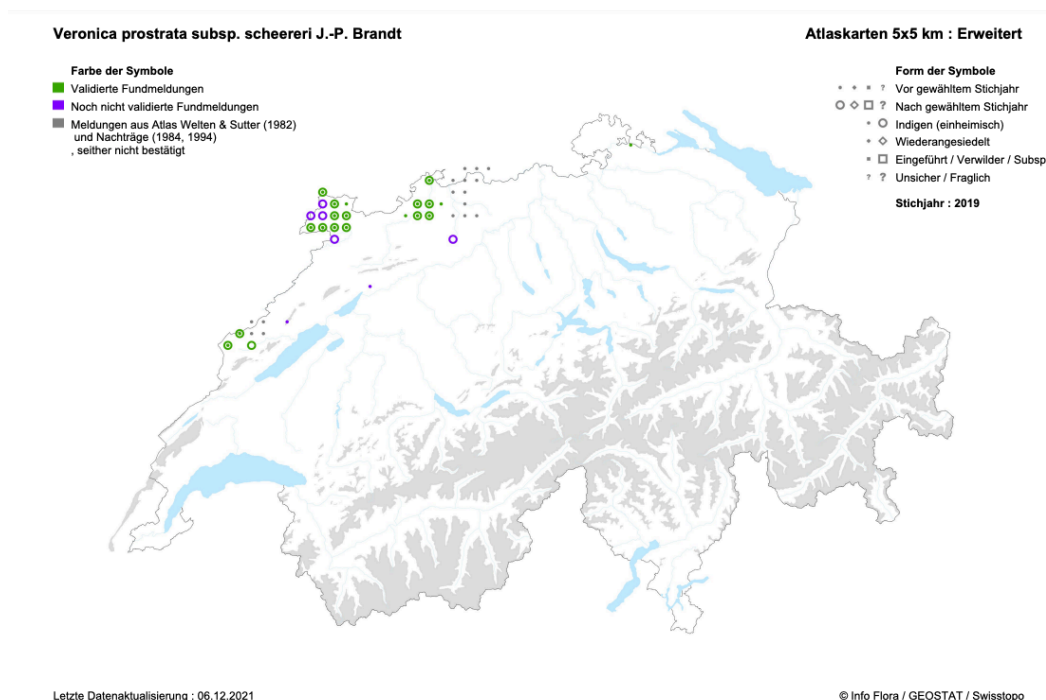 Veronica prostrata subsp. scheereri J.-P. Brandt
Atlaskarten 5x5 km : Erweitert
Farbe der Symbole
Validierte Fundmeldungen
Noch nicht validierte Fundmeldungen
Meldungen aus Atlas Welten & Sutter (1982)
und Nachträge (1984, 1994)
, seither nicht bestätigt
Form der Symbole
? Vor gewähltem Stichjahr
? Nach gewähltem Stichjahr
Indigen (einheimisch)
Wiederangesiedelt
Eingeführt / Verwilder / Subsp
? ? Unsicher / Fraglich
Stichjahr : 2019
Letzte Datenaktualisierung : 06.12.2021
© Info Flora / GEOSTAT / Swisstopo